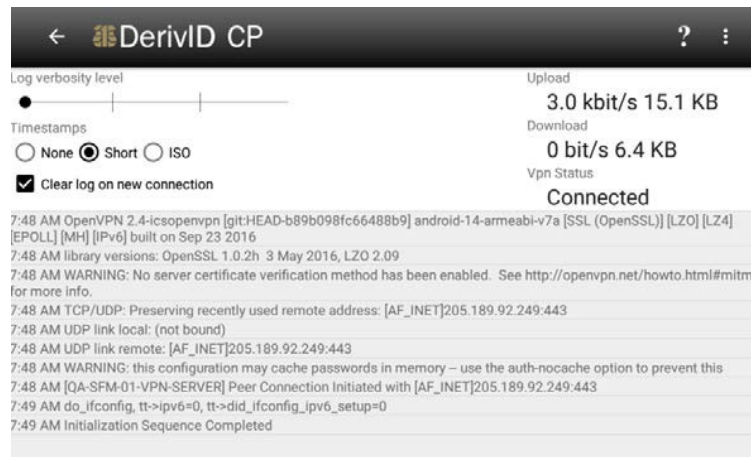 DerivID CP ?
Log verbosity level
Timestamps
None Short ISO
Clear log on new connection
Upload
3.0 kbit/s 15.1 KB
Download
0 bit/s 6.4 KB
Vpn Status
Connected
7:48 AM OpenVPN 2.4-icsopenvpn [git:HEAD-b89b098fc66488b9] android-14-armeabi-v7a [SSL (OpenSSL)] [LZO] [LZ4]
[EPOLL] [MH] [IPv6] built on Sep 23 2016
7:48 AM library versions: OpenSSL 1.0.2h 3 May 2016, LZO 2.09
7:48 AM WARNING: No server certificate verification method has been enabled. See http://openvpn.net/howto.html#mitm
for more info.
7:48 AM TCP/UDP: Preserving recently used remote address: [AF_INET]205.189.92.249:443
7:48 AM UDP link local: (not bound)
7:48 AM UDP link remote: [AF_INET]205.189.92.249:443
7:48 AM WARNING: this configuration may cache passwords in memory – use the auth-nocache option to prevent this
7:48 AM [QA-SFM-01-VPN-SERVER] Peer Connection Initiated with [AF_INET]205.189.92.249:443
7:49 AM do_ifconfig, tt->ipv6=0, tt->did_ifconfig_ipv6_setup=0
7:49 AM Initialization Sequence Completed